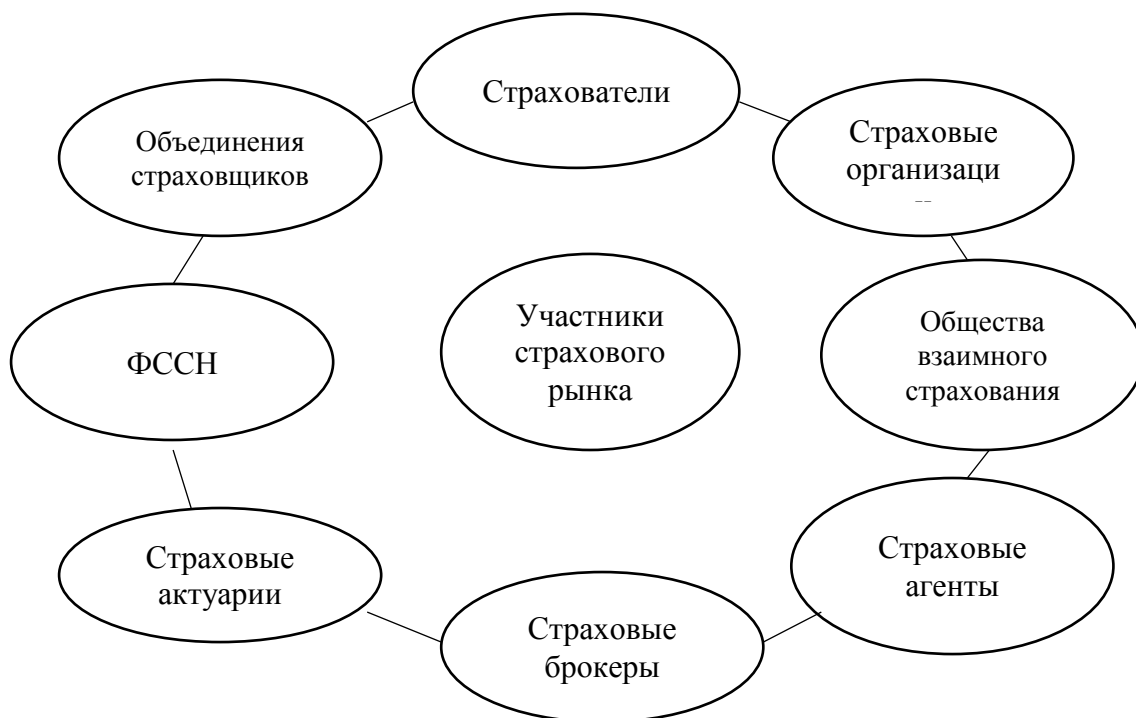 Страхователи
Объединения
страховщиков
Страховые
организаци
Участники
страхового
рынка
ФССН
Общества
взаимного
страхования
Страховые
актуарии
Страховые
агенты
Страховые
брокеры